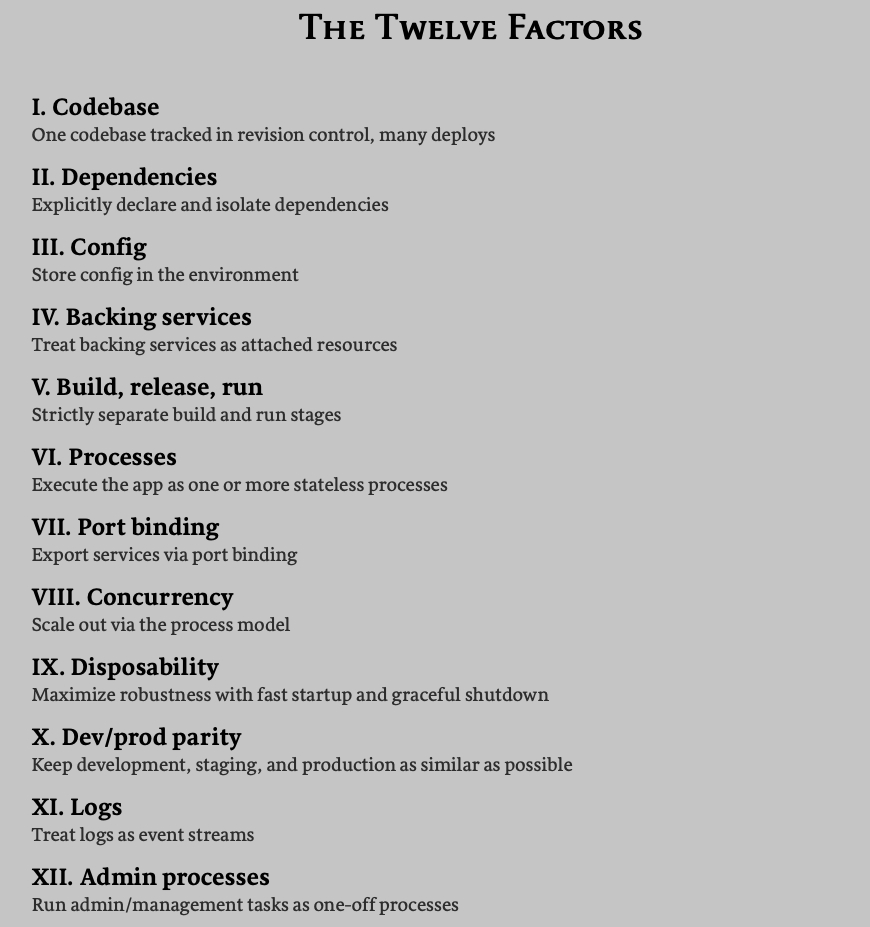 The Twelve Factors
I. Codebase
One codebase tracked in revision control, many deploys
II. Dependencies
Explicitly declare and isolate dependencies
III. Config
Store config in the environment
IV. Backing services
Treat backing services as attached resources
V. Build, release, run
Strictly separate build and run stages
VI. Processes
Execute the app as one or more stateless processes
VII. Port binding
Export services via port binding
VIII. Concurrency
Scale out via the process model
IX. Disposability
Maximize robustness with fast startup and graceful shutdown
X. Dev/prod parity
Keep development, staging, and production as similar as possible
XI. Logs
Treat logs as event streams
XII. Admin processes
Run admin/management tasks as one-off processes